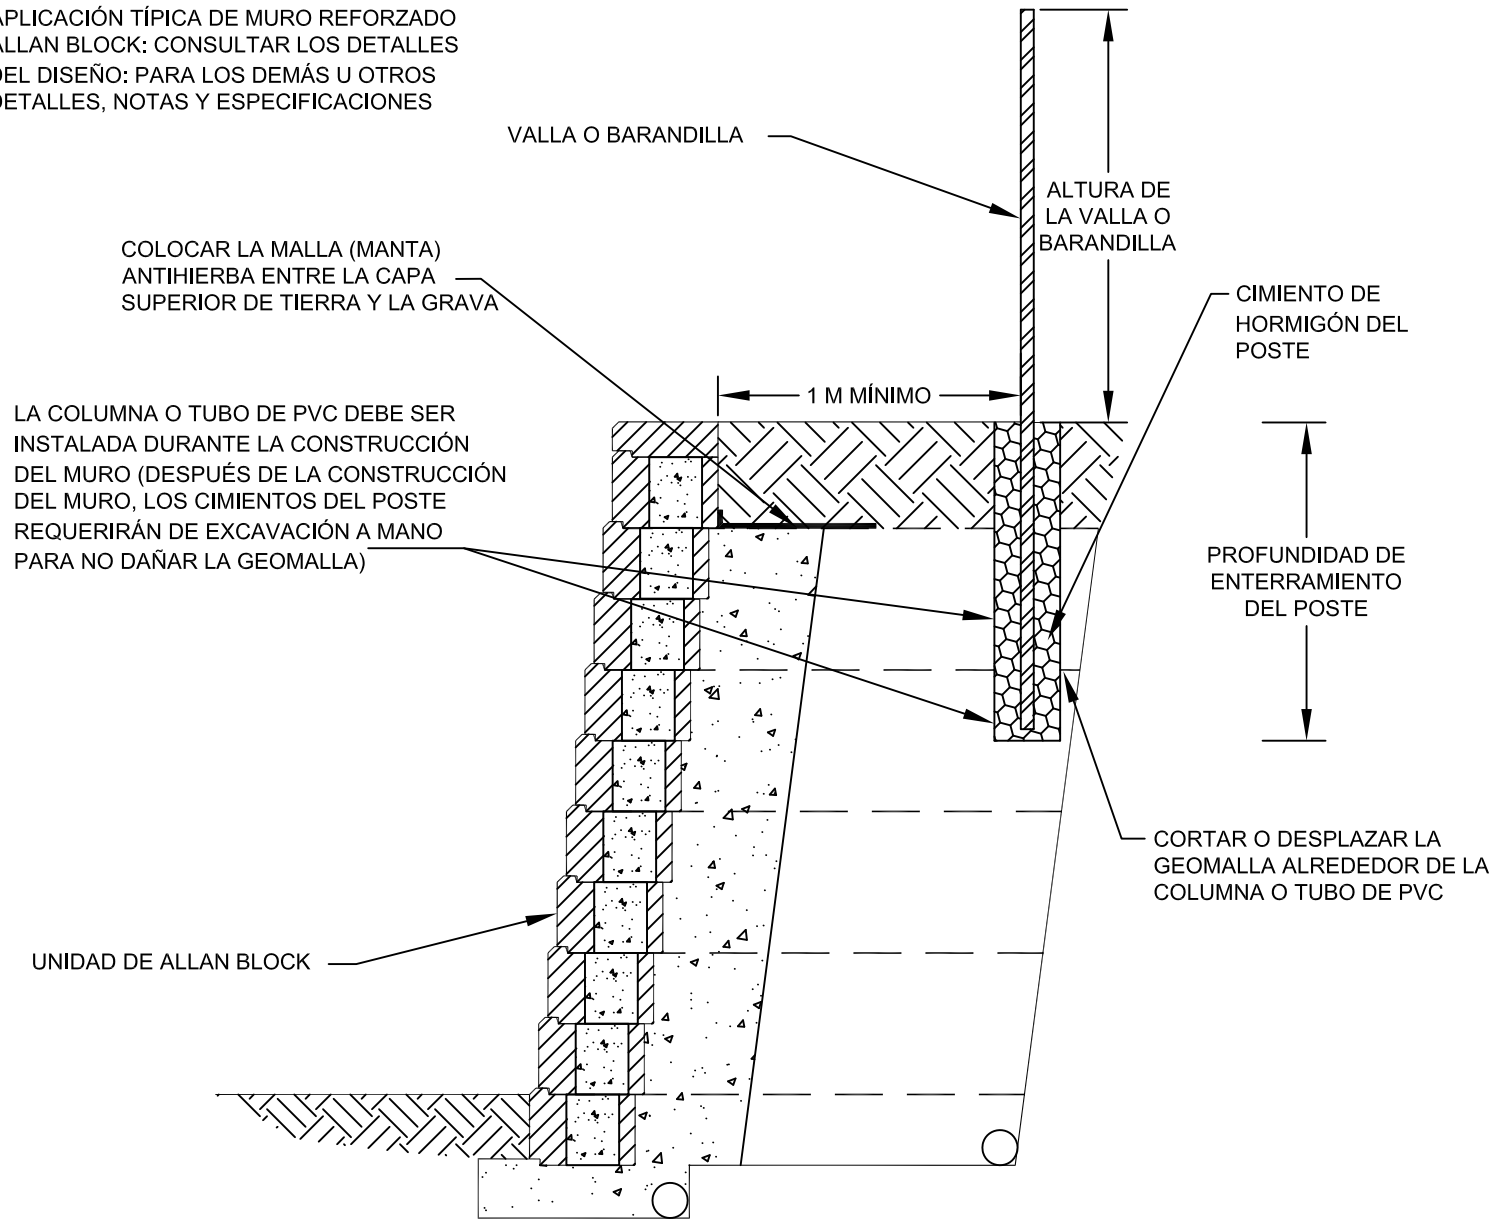 APLICACIÓN TÍPICA DE MURO REFORZADO
ALLAN BLOCK: CONSULTAR LOS DETALLES
DEL DISEÑO: PARA LOS DEMÁS U OTROS
DETALLES, NOTAS Y ESPECIFICACIONES
VALLA O BARANDILLA
ALTURA DE
LA VALLA O
BARANDILLA
COLOCAR LA MALLA (MANTA)
ANTIHIERBA ENTRE LA CAPA
SUPERIOR DE TIERRA Y LA GRAVA
CIMIENTO DE
HORMIGÓN DEL
POSTE
1 M MÍNIMO
LA COLUMNA O TUBO DE PVC DEBE SER
INSTALADA DURANTE LA CONSTRUCCIÓN
DEL MURO (DESPUÉS DE LA CONSTRUCCIÓN
DEL MURO, LOS CIMIENTOS DEL POSTE
REQUERIRÁN DE EXCAVACIÓN A MANO
PARA NO DAÑAR LA GEOMALLA)
PROFUNDIDAD DE
ENTERRAMIENTO
DEL POSTE
CORTAR O DESPLAZAR LA
GEOMALLA ALREDEDOR DE LA
COLUMNA O TUBO DE PVC
UNIDAD DE ALLAN BLOCK